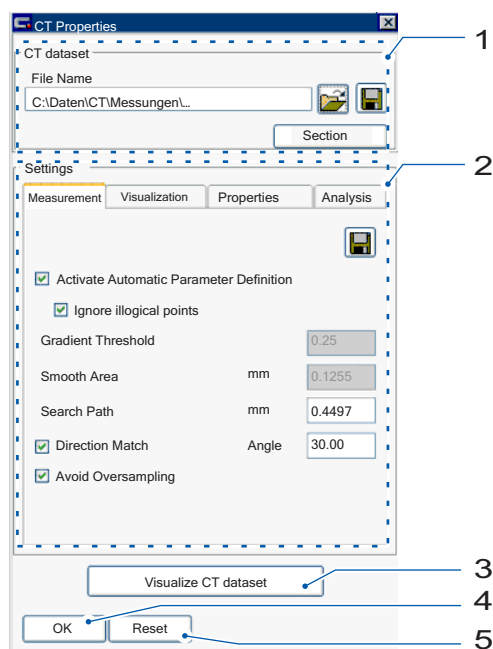 CT Properties
1
CT dataset
File Name
C:\Daten\CT\Messungen\...
Section
2
Settings
Measurement Visualization Properties Analysis
Activate Automatic Parameter Definition
Ignore illogical points
Gradient Threshold 0.25
Smooth Area mm 0.1255
Search Path mm 0.4497
Direction Match Angle 30.00
Avoid Oversampling
Visualize CT dataset 3
4
OK Reset
5